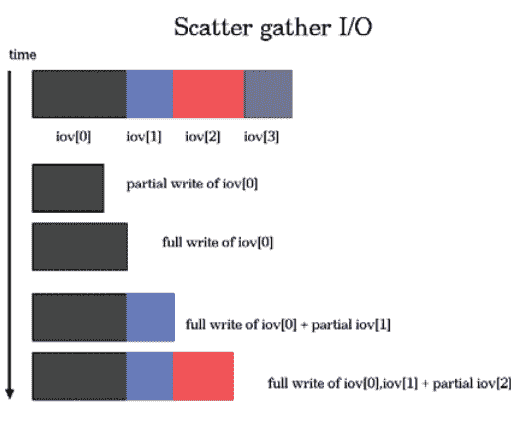 Scatter gather I/O
time
iov[0] iov[1] iov[2] iov[3]
partial write of iov[0]
full write of iov[0]
full write of iov[0] + partial iov[1]
full write of iov[0],iov[1] + partial iov[2]